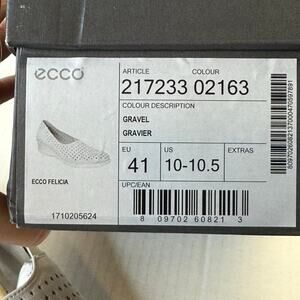 ecco
ARTICLE COLOUR
217233 02163
COLOUR DESCRIPTION
GRAVEL
GRAVIER
EU US EXTRAS
41 10-10.5
ECCO FELICIA
UPC/EAN
1710205624
8 09702 60821 3